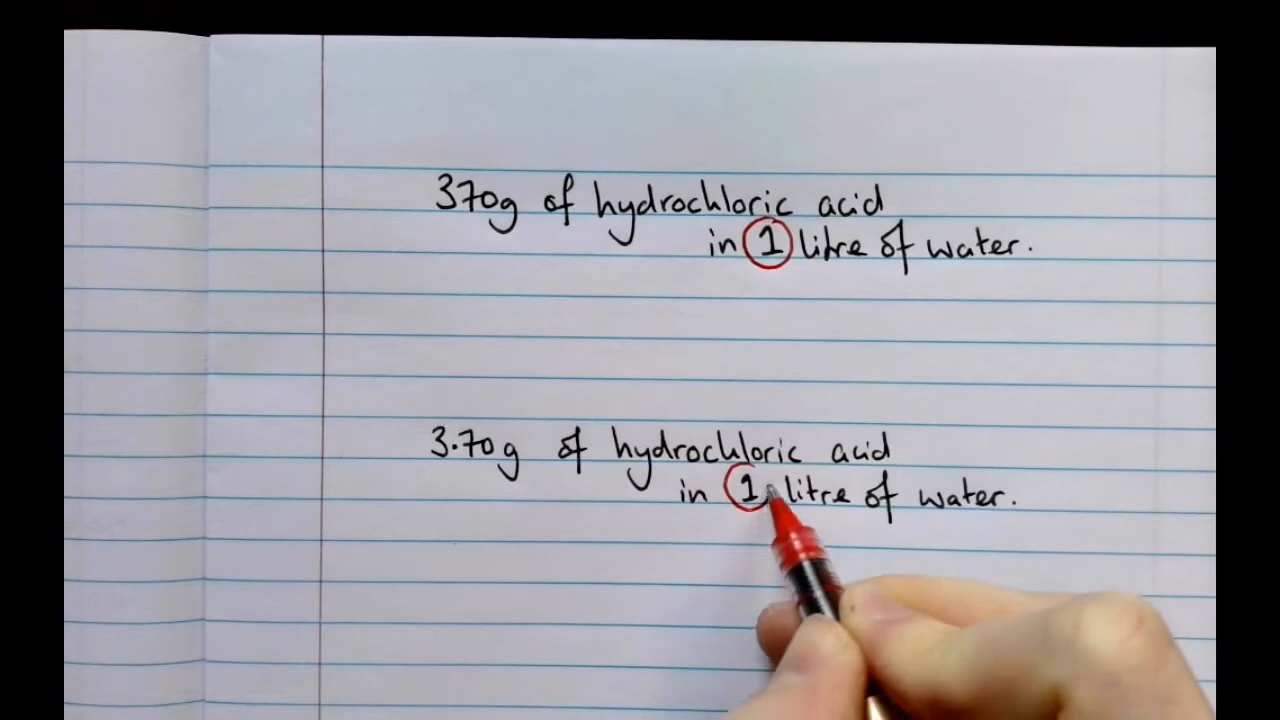 370g of hydrochloric acid
in 1 litre of water.
3.70g of hydrochloric acid
in 1 litre of water.